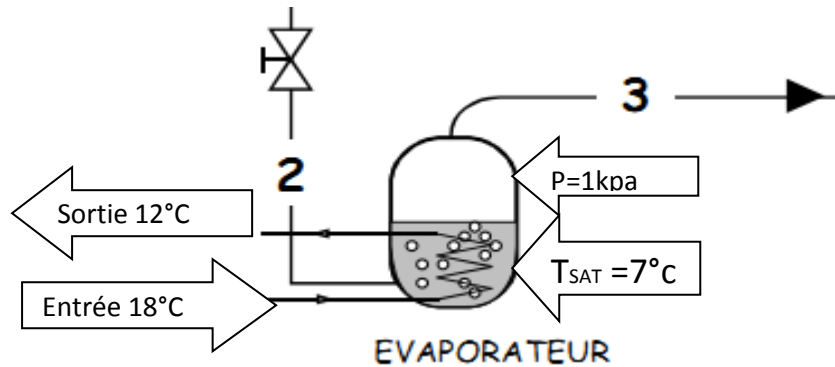 3
2
P=1kpa
Sortie 12°C
TSAT =7°c
Entrée 18°C
EVAPORATEUR